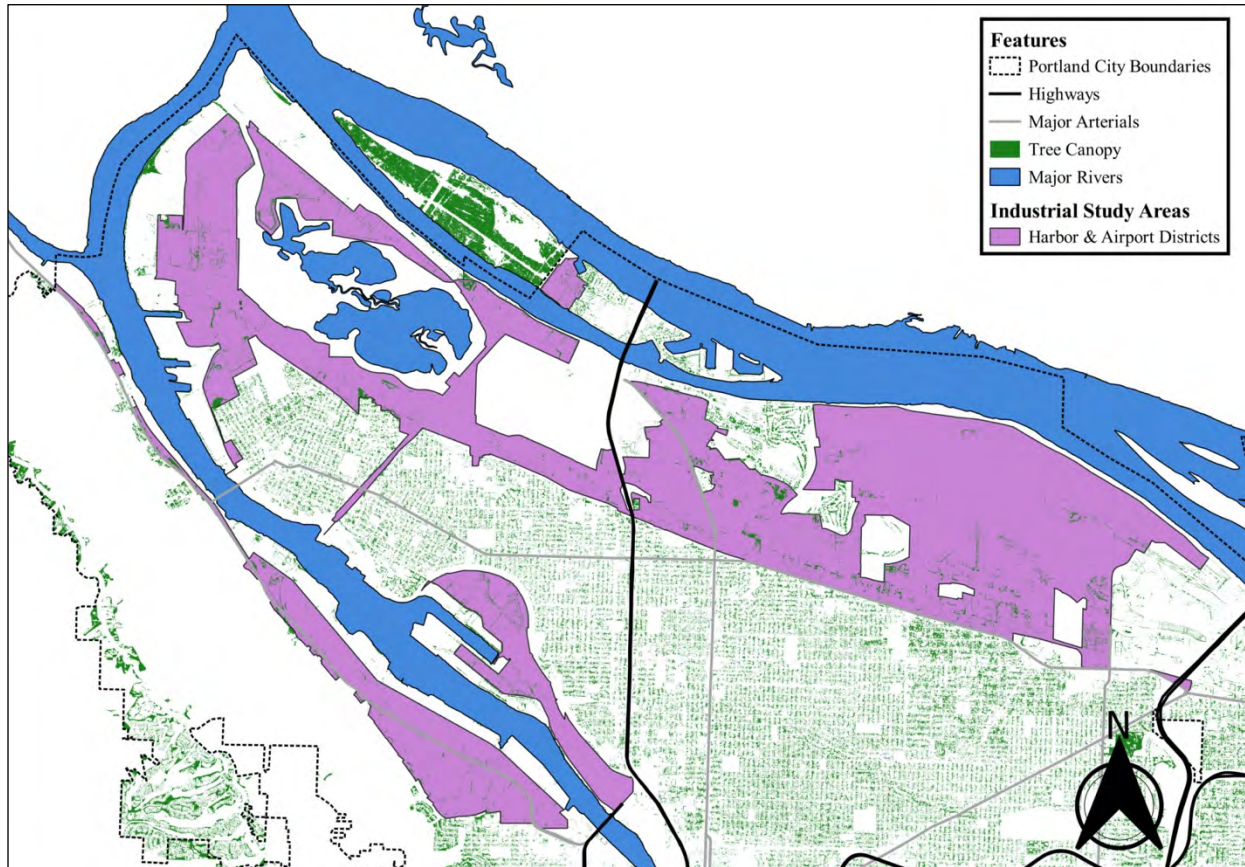 Features
Portland City Boundaries
Highways
Major Arterials
Tree Canopy
Major Rivers
Industrial Study Areas
Harbor & Airport Districts
N